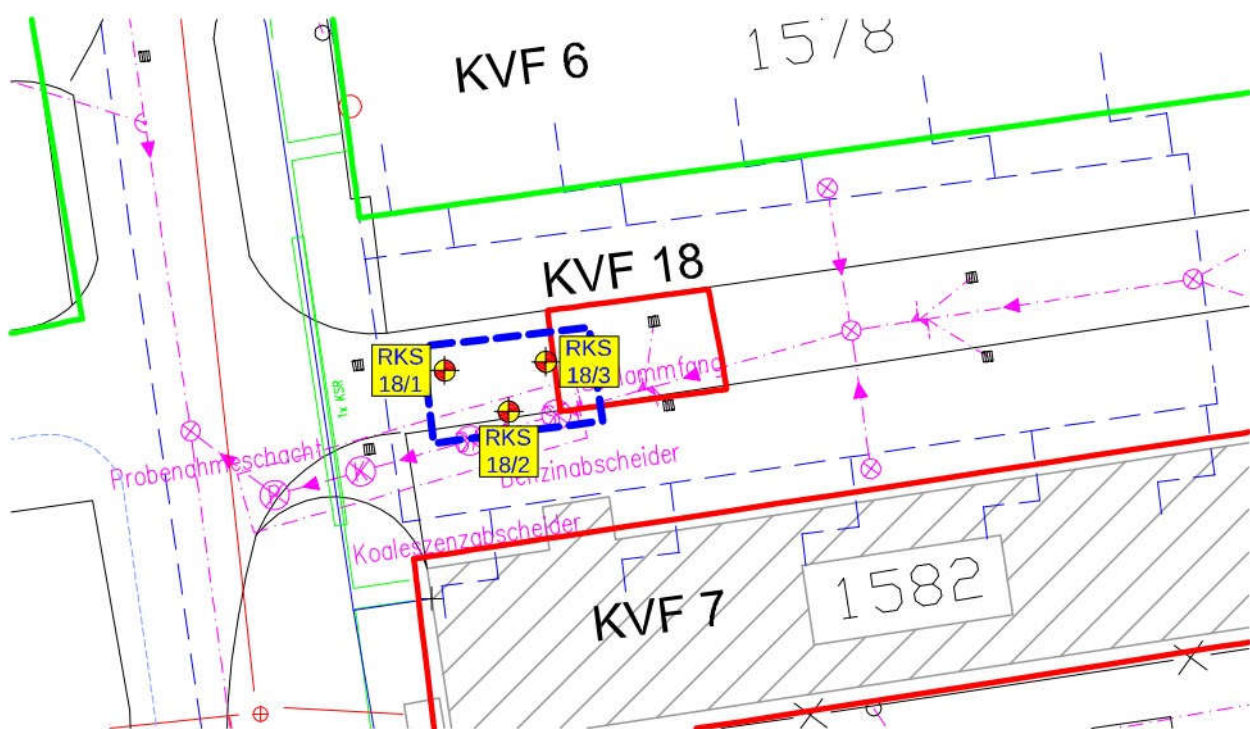 KVF 6
1578
KVF 18
RKS
18/1
RKS
18/3
Schlammfang
1x KSR
RKS
18/2
Probenahmeschacht
Benzinabscheider
Koaleszenzabscheider
KVF 7
1582